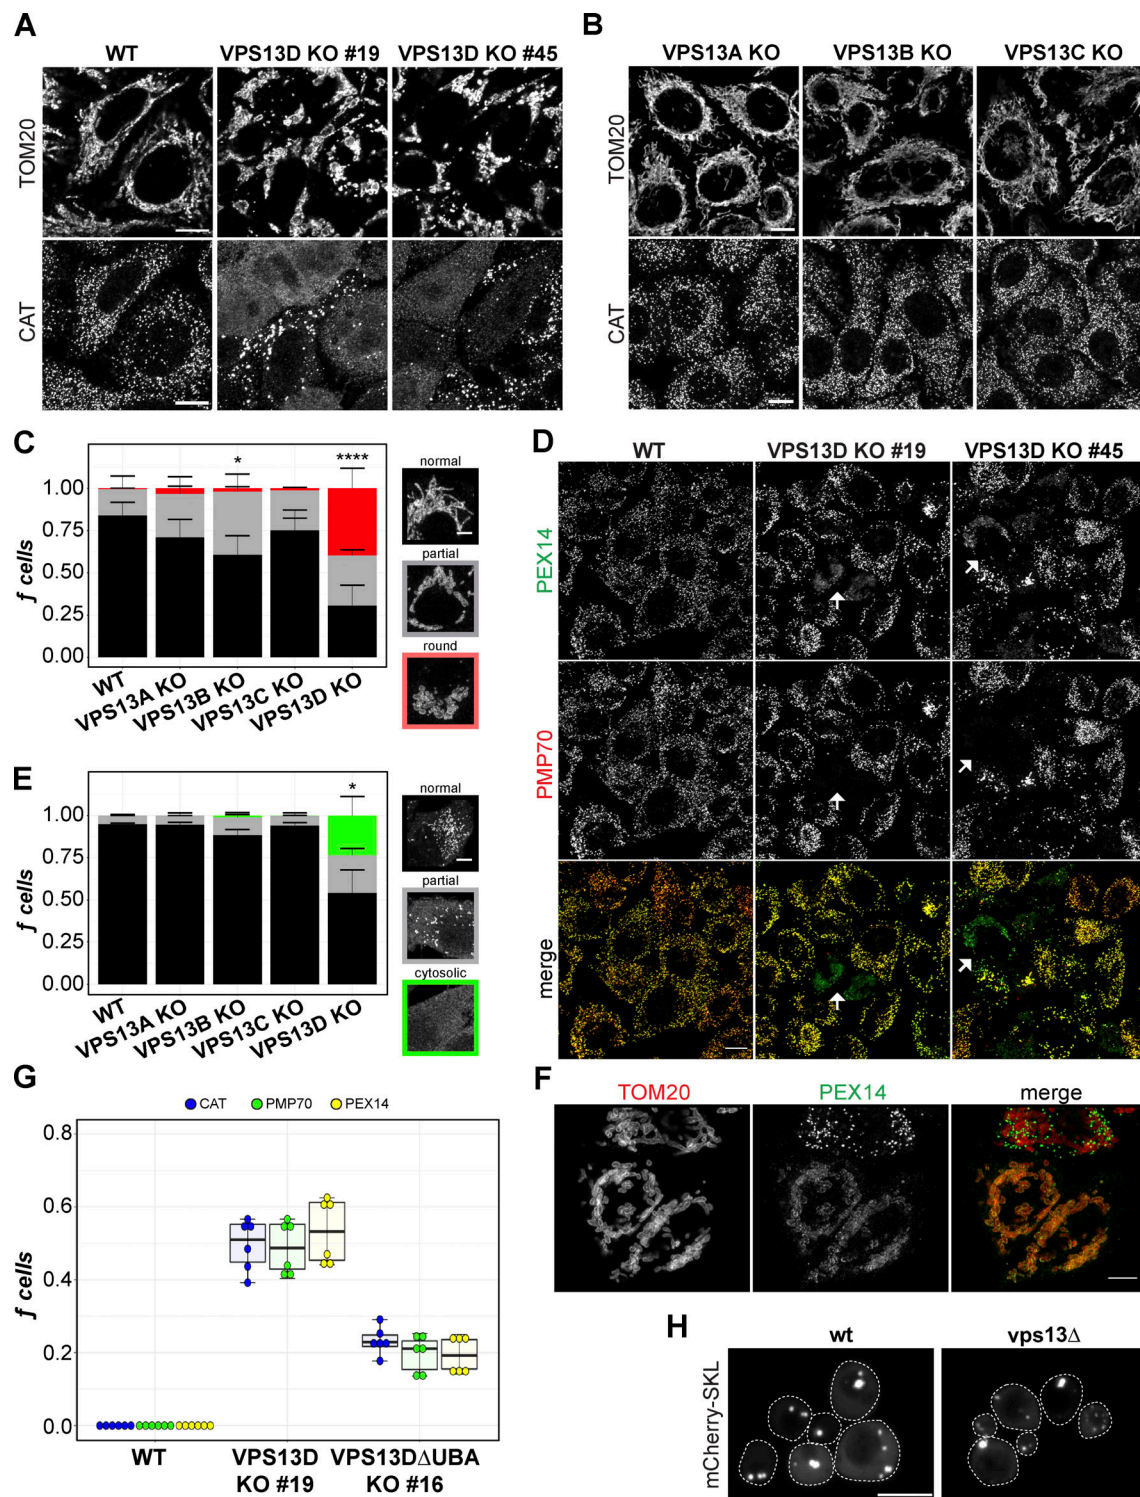 A
WT
VPS13D KO #19
VPS13D KO #45
TOM20
CAT
B
VPS13A KO
VPS13B KO
VPS13C KO
TOM20
CAT
C
f cells
1.00
0.75
0.50
0.25
0.00
*
****
WT
VPS13A KO
VPS13B KO
VPS13C KO
VPS13D KO
normal
partial
round
D
WT
VPS13D KO #19
VPS13D KO #45
PEX14
PMP70
merge
E
f cells
1.00
0.75
0.50
0.25
0.00
*
WT
VPS13A KO
VPS13B KO
VPS13C KO
VPS13D KO
normal
partial
cytosolic
F
TOM20
PEX14
merge
G
CAT
PMP70
PEX14
f cells
0.8
0.6
0.4
0.2
0.0
WT
VPS13D
KO #19
VPS13DΔUBA
KO #16
H
wt
vps13Δ
mCherry-SKL